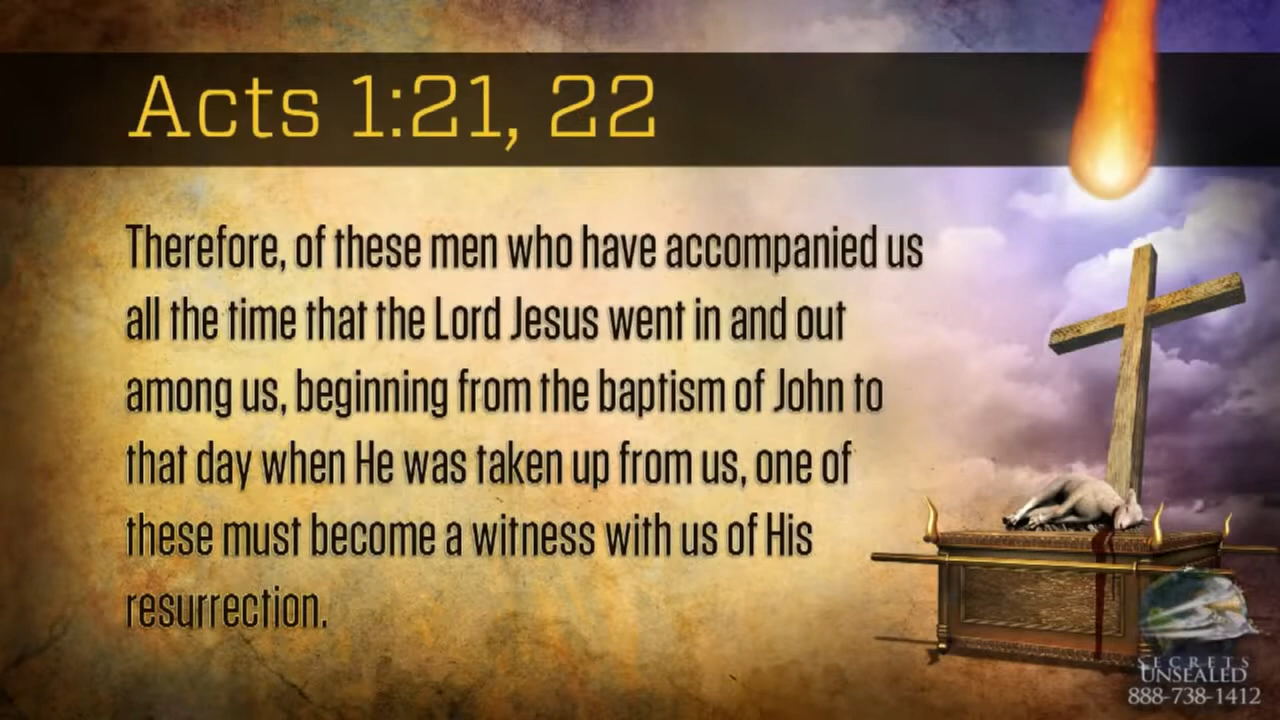 Acts 1:21, 22
Therefore, of these men who have accompanied us
all the time that the Lord Jesus went in and out
among us, beginning from the baptism of John to
that day when He was taken up from us, one of
these must become a witness with us of His
resurrection.
SECRETS
UNSEALED
888-738-1412